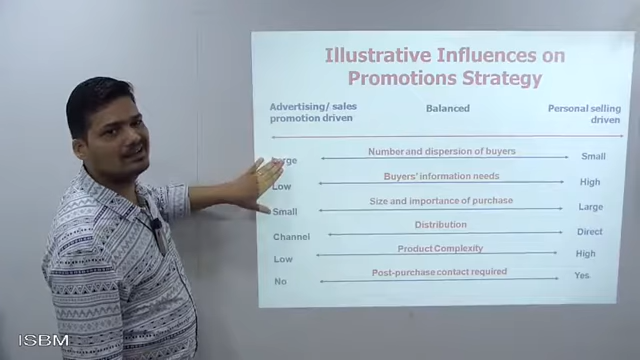 Illustrative Influences on
Promotions Strategy
Advertising/ sales
promotion driven
Balanced
Personal selling
driven
Large
Number and dispersion of buyers
Small
Low
Buyers' information needs
High
Small
Size and importance of purchase
Large
Channel
Distribution
Direct
Low
Product Complexity
High
No
Post-purchase contact required
Yes
ISBM